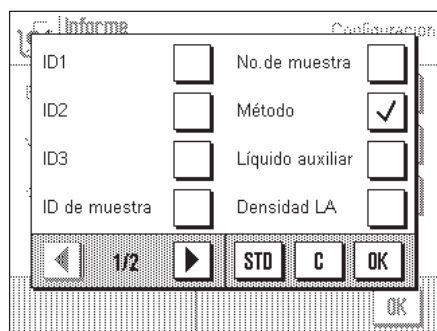 Informe Configuracion
ID1 No.de muestra
ID2 Método
ID3 Líquido auxiliar
ID de muestra Densidad LA
1/2 STD C OK
OK